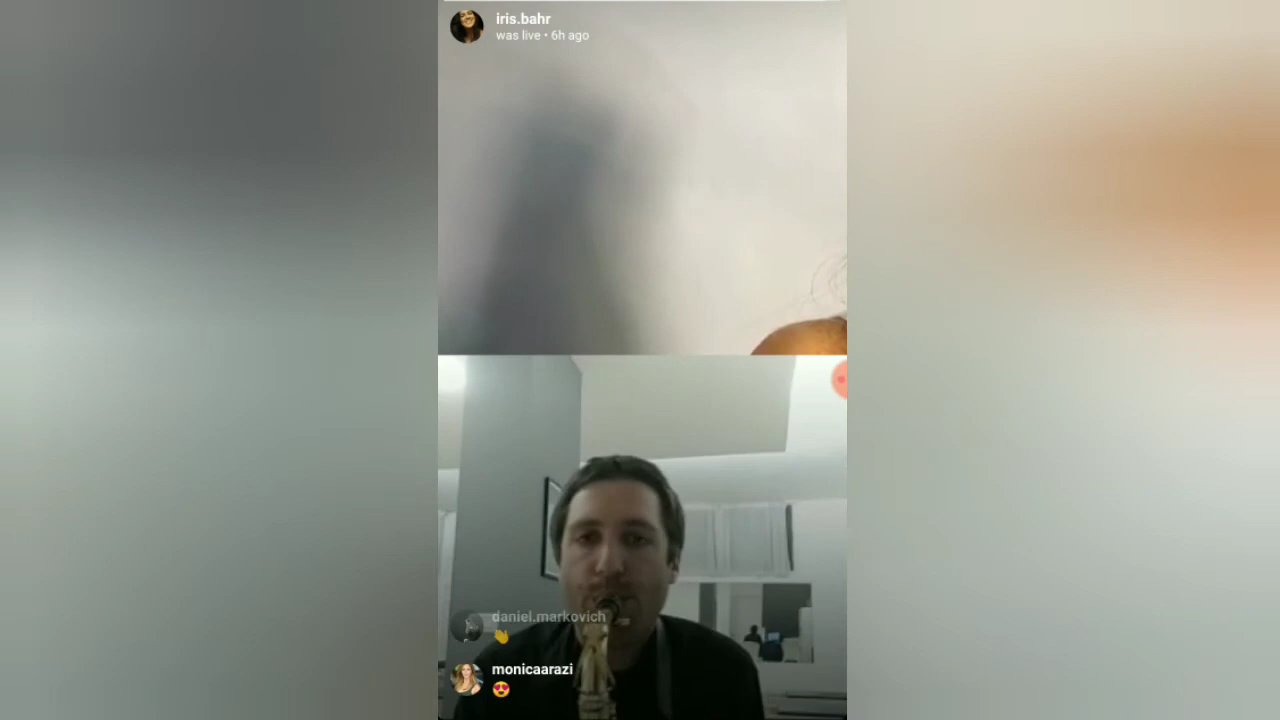 iris.bahr
was live • 6h ago
daniel.markovich
👋
monicaarazi
😍